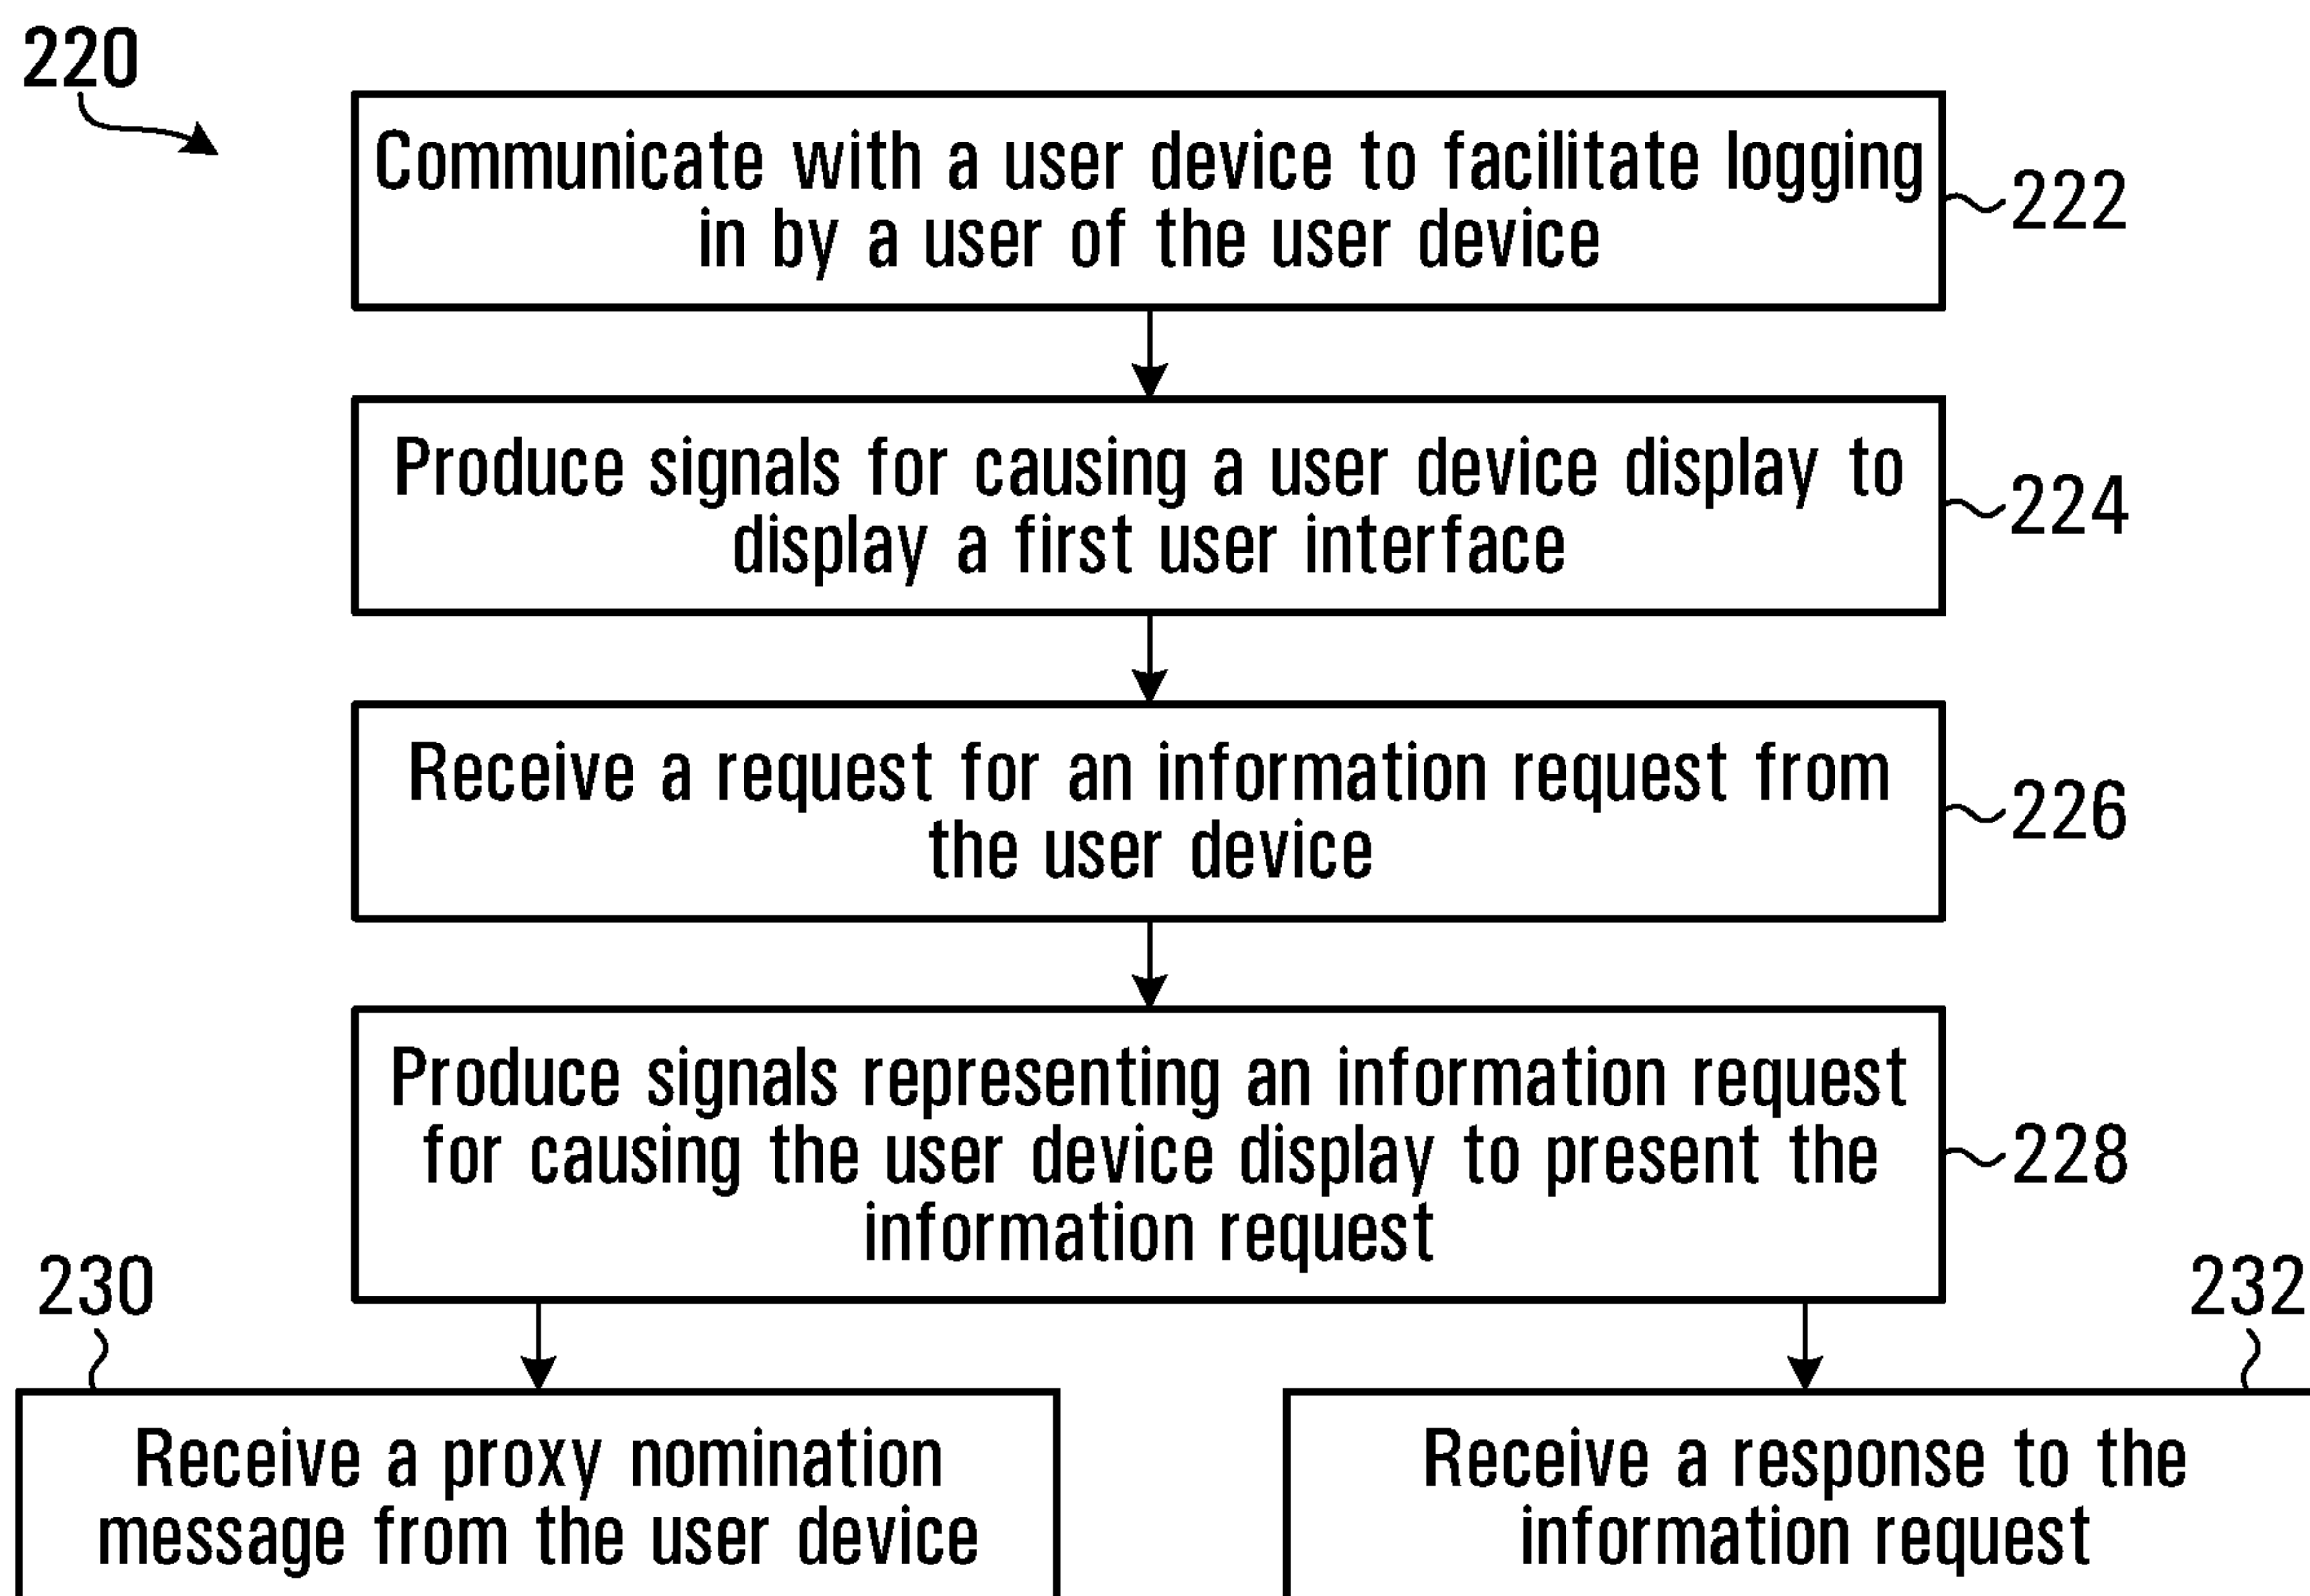 220
Communicate with a user device to facilitate logging
in by a user of the user device
222
Produce signals for causing a user device display to
display a first user interface
224
Receive a request for an information request from
the user device
226
Produce signals representing an information request
for causing the user device display to present the
information request
228
230
232
Receive a proxy nomination
message from the user device
Receive a response to the
information request